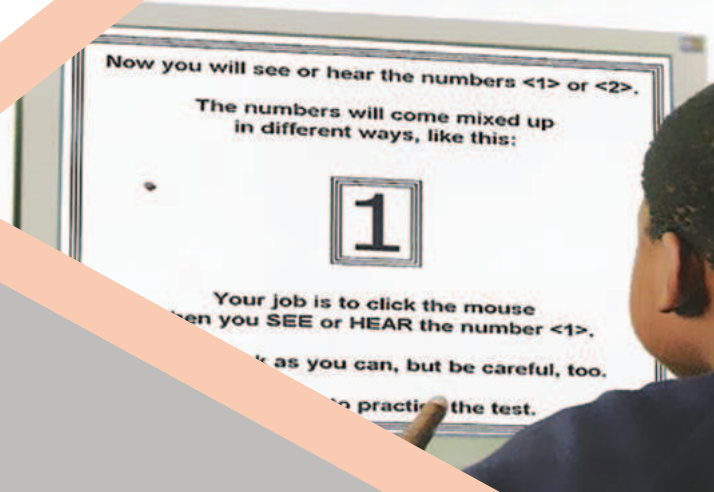 Now you will see or hear the numbers <1> or <2>.
The numbers will come mixed up
in different ways, like this:
1
Your job is to click the mouse
you SEE or HEAR the number <1>.
as you can, but be careful, too.
the test.